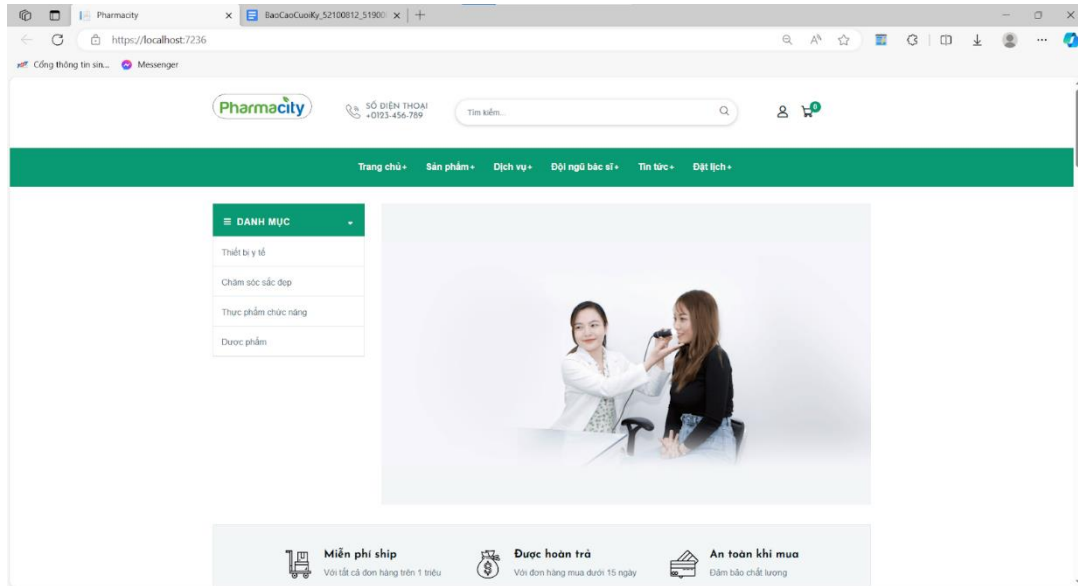 Pharmacity
BaoCaoCuoiKy_52100812_5190
https://localhost:7236
Cổng thông tin sin...
Messenger
Pharmacity
SỐ ĐIỆN THOẠI
+0123-456-789
Tìm kiếm...
0
Trang chủ+ Sản phẩm+ Dịch vụ+ Đội ngũ bác sĩ+ Tin tức+ Đặt lịch+
DANH MỤC
Thiết bị y tế
Chăm sóc sắc đẹp
Thực phẩm chức năng
Dược phẩm
Miễn phí ship
Với tất cả đơn hàng trên 1 triệu
Được hoàn trả
Với đơn hàng mua dưới 15 ngày
An toàn khi mua
Đảm bảo chất lượng